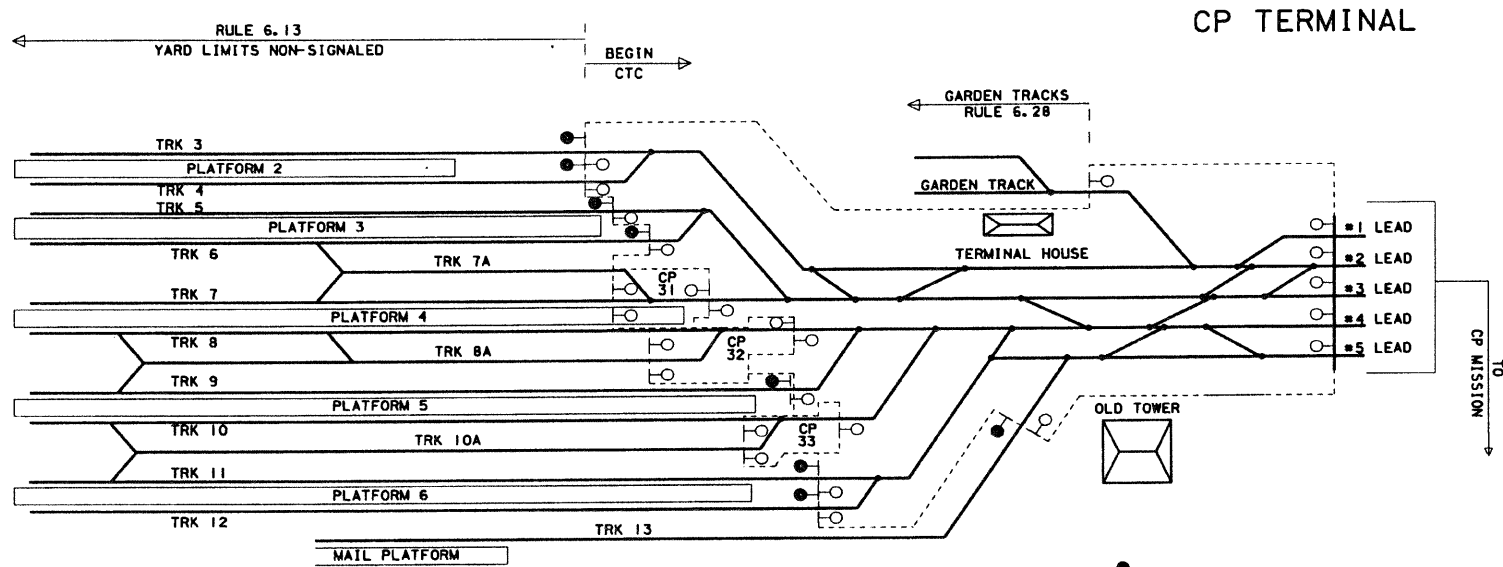 CP TERMINAL
RULE 6.13
YARD LIMITS NON-SIGNALED
BEGIN
CTC
GARDEN TRACKS
RULE 6.28
TRK 3
PLATFORM 2
TRK 4
TRK 5
PLATFORM 3
TRK 6
TRK 7A
TRK 7
CP
31
PLATFORM 4
TRK 8
TRK 8A
CP
32
TRK 9
PLATFORM 5
TRK 10
TRK 10A
CP
33
TRK 11
PLATFORM 6
TRK 12
TRK 13
MAIL PLATFORM
GARDEN TRACK
TERMINAL HOUSE
OLD TOWER
#1 LEAD
#2 LEAD
#3 LEAD
#4 LEAD
#5 LEAD
TO
CP MISSION